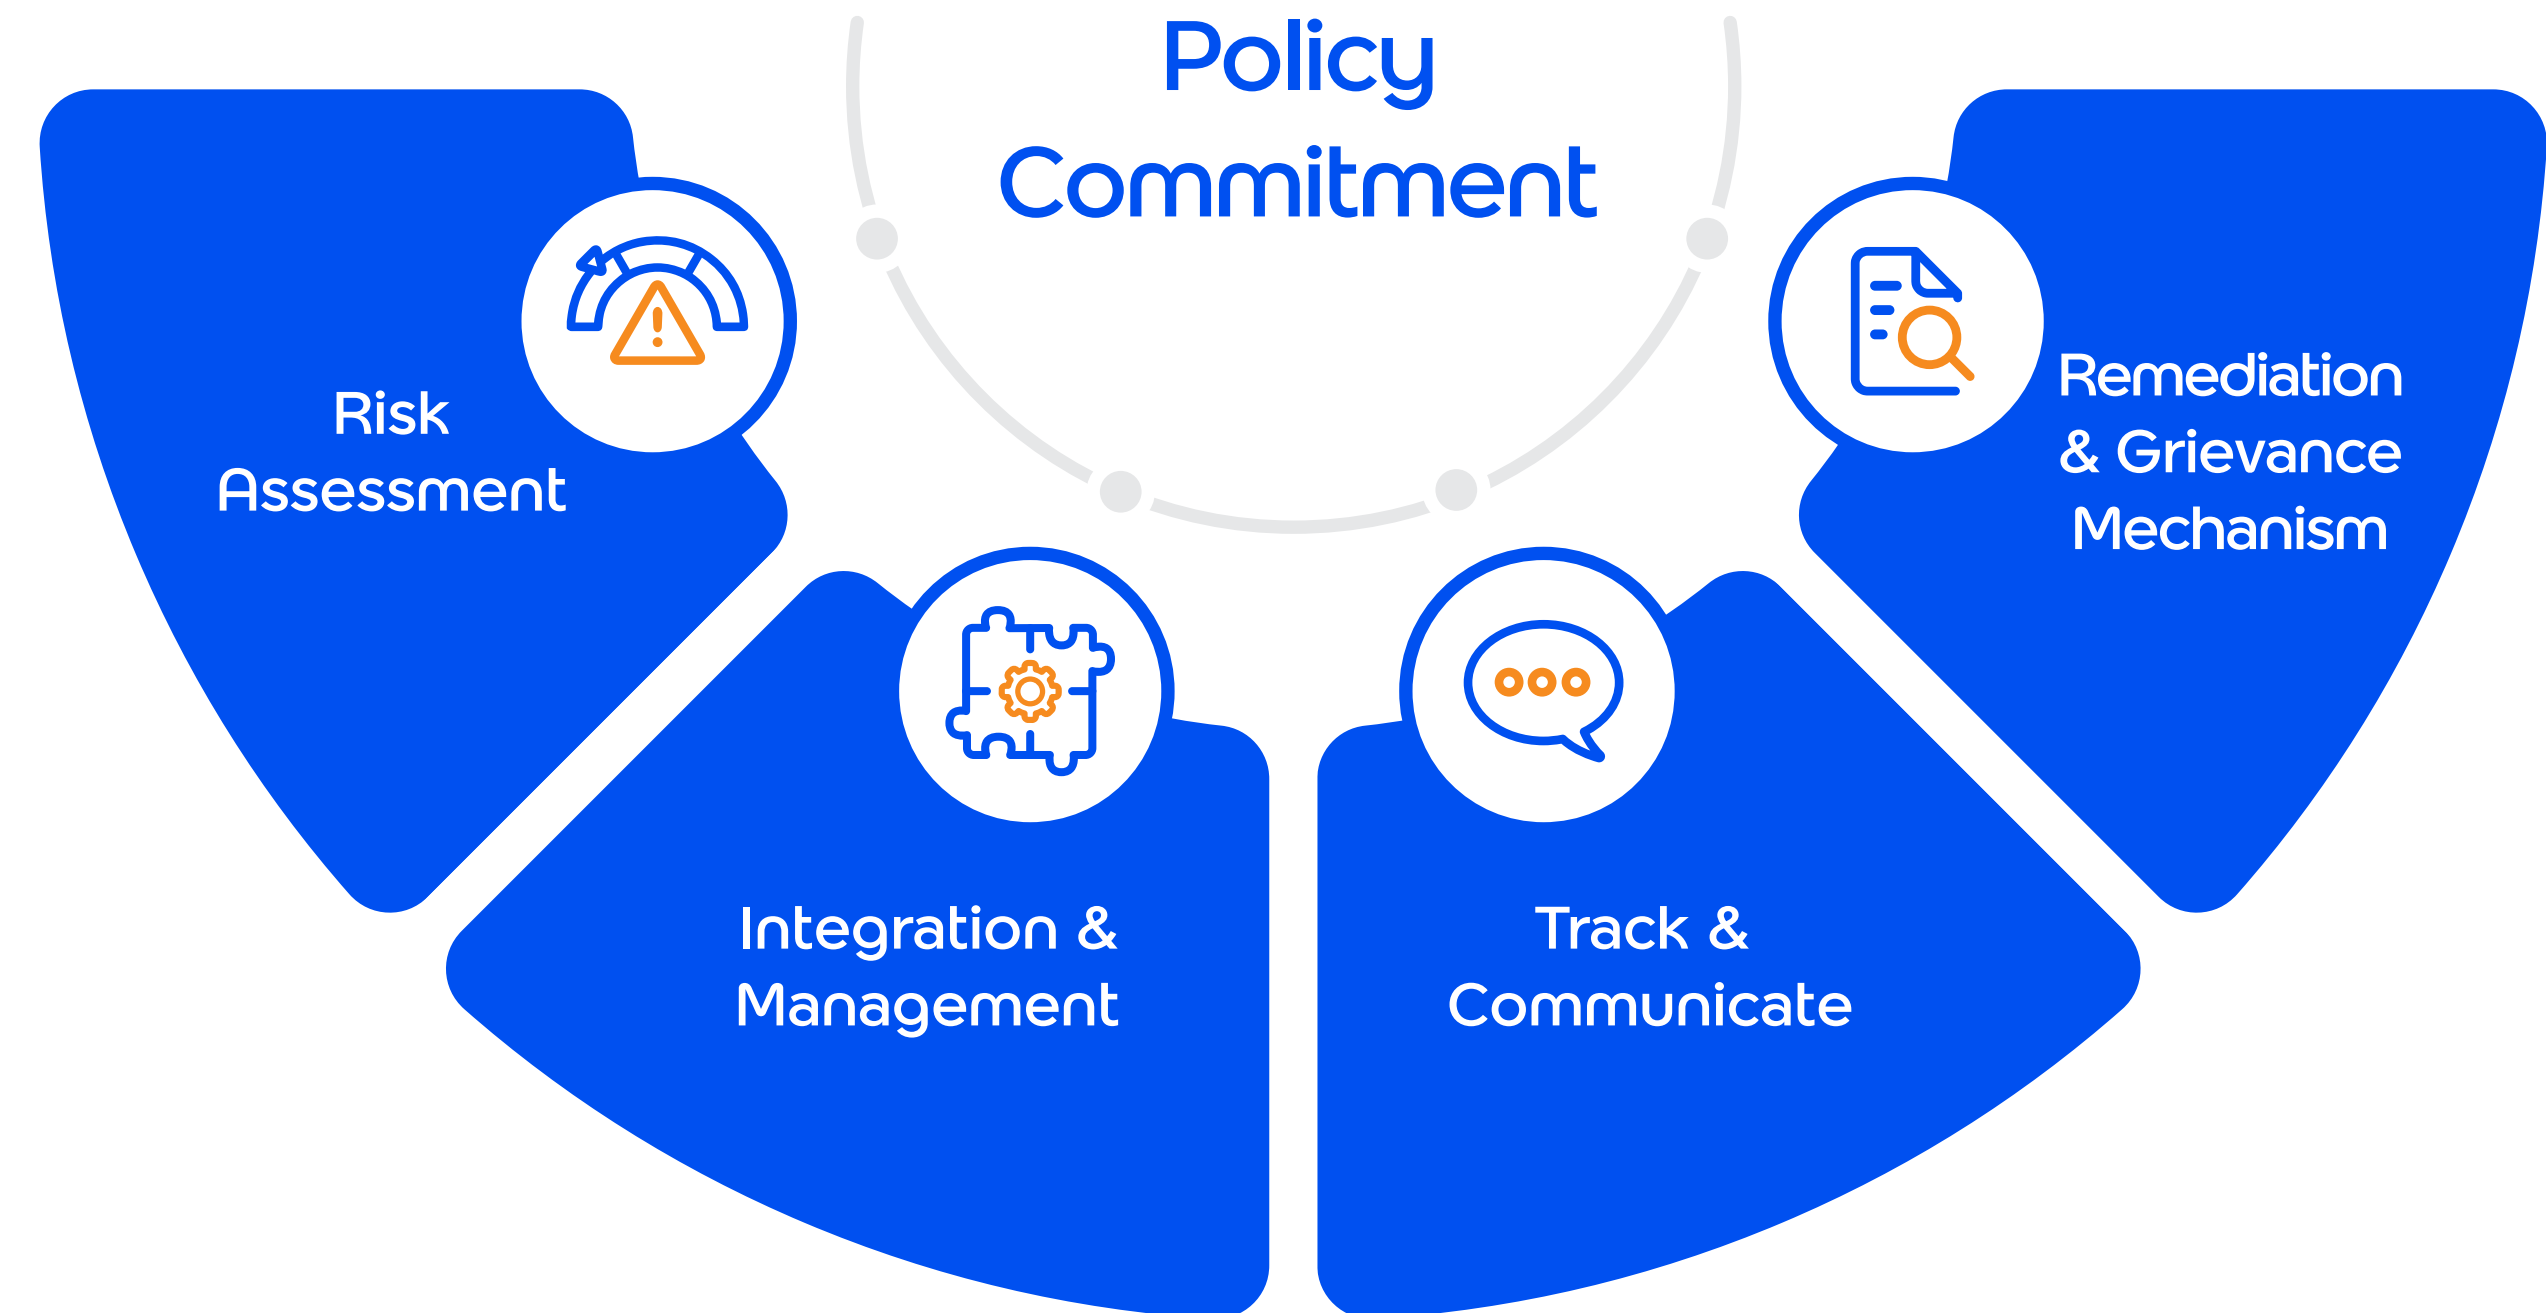 Policy
Commitment
Risk
Assessment
Integration &
Management
Track &
Communicate
Remediation
& Grievance
Mechanism